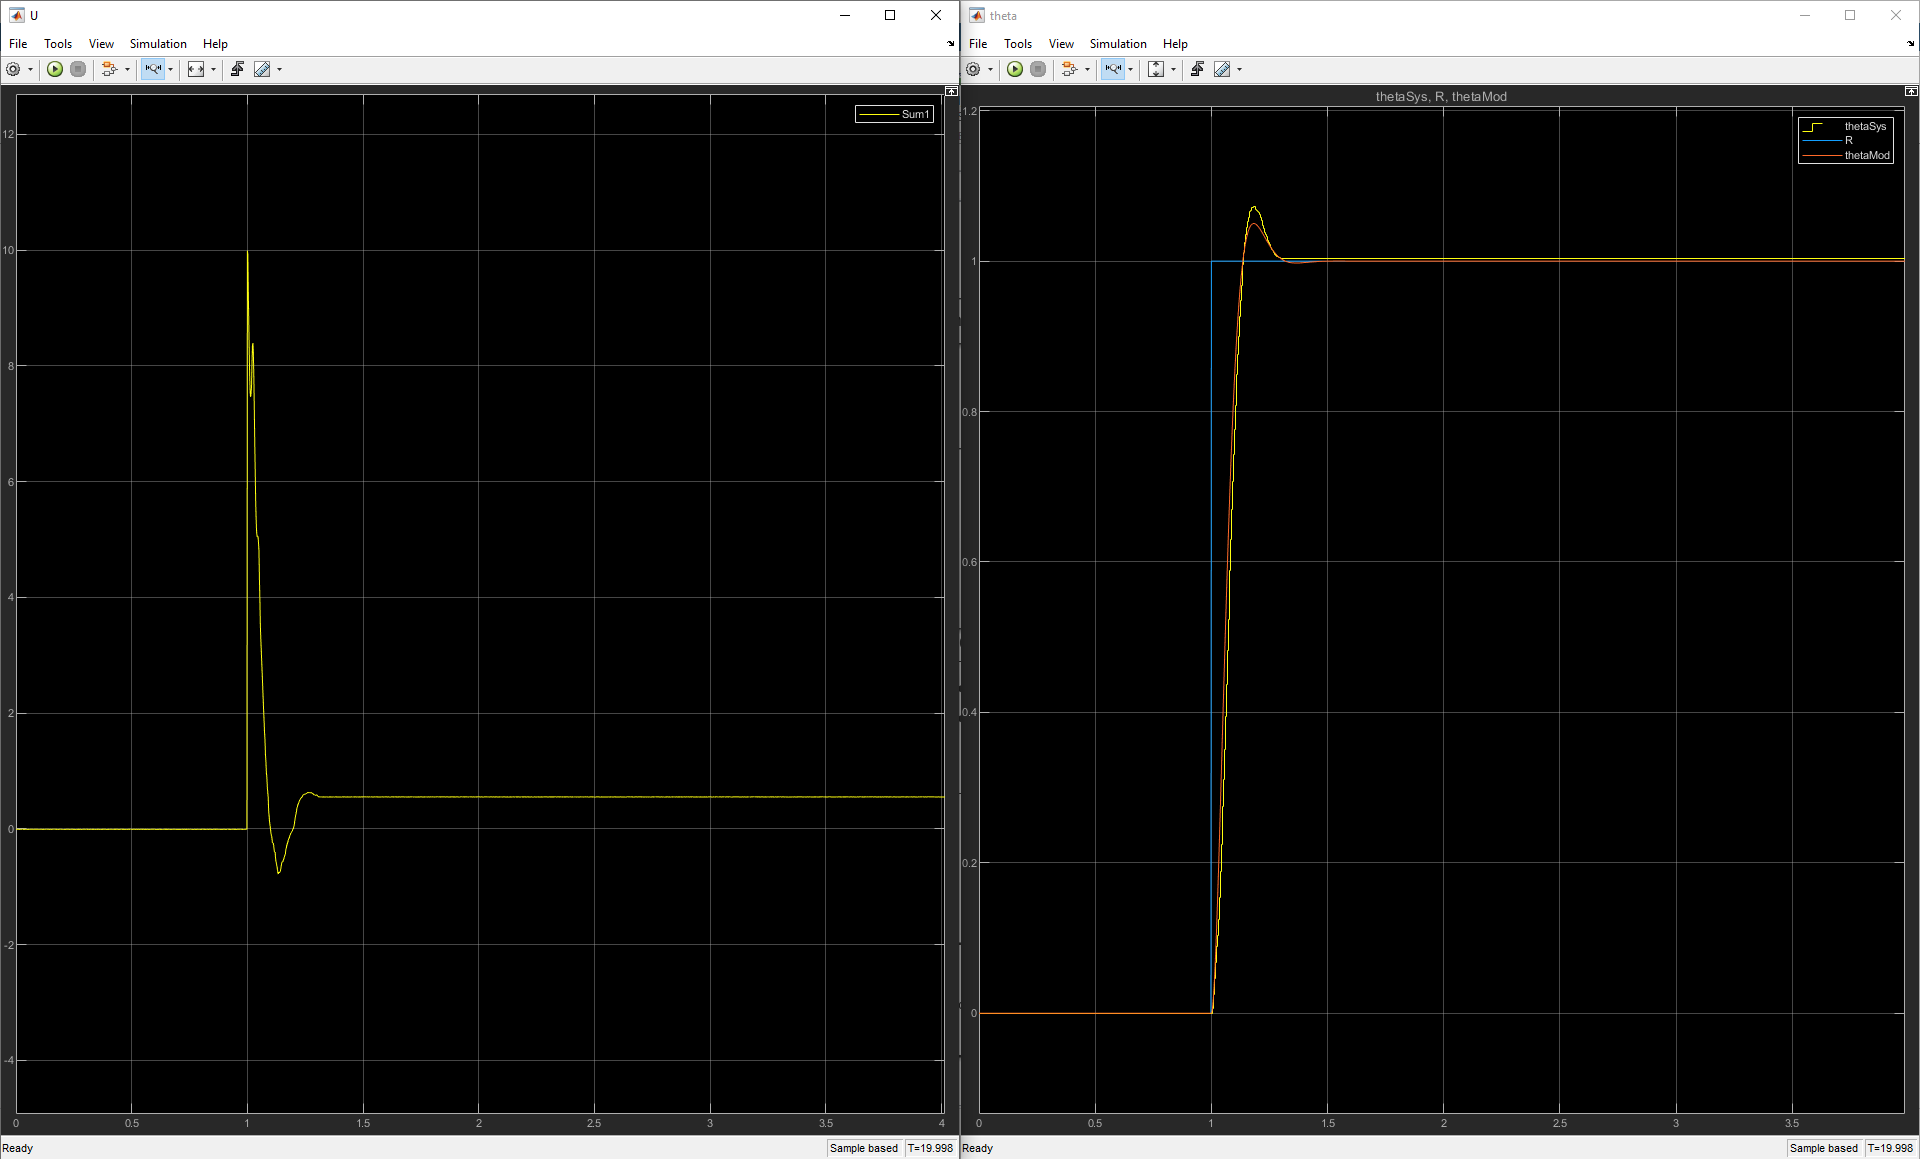 U
File Tools View Simulation Help
Sum1
12
10
8
6
4
2
0
-2
-4
0 0.5 1 1.5 2 2.5 3 3.5 4
Ready Sample based T=19.998
theta
File Tools View Simulation Help
thetaSys, R, thetaMod
thetaSys
R
thetaMod
1.2
1
0.8
0.6
0.4
0.2
0
0 0.5 1 1.5 2 2.5 3 3.5
Ready Sample based T=19.998